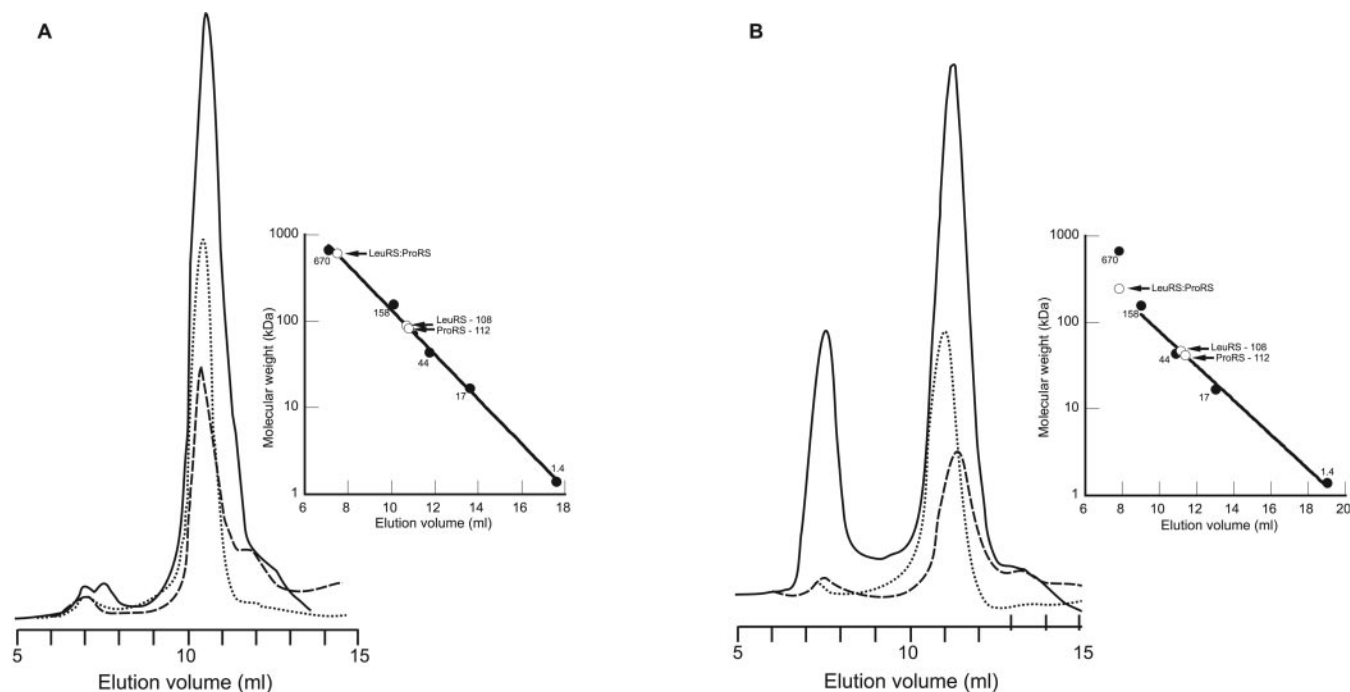 A
Molecular weight (kDa)
1000
100
10
1
670
158
44
17
1.4
LeuRS:ProRS
LeuRS - 108
ProRS - 112
6 8 10 12 14 16 18
Elution volume (ml)
5 10 15
Elution volume (ml)
B
Molecular weight (kDa)
1000
100
10
1
670
158
44
17
1.4
LeuRS:ProRS
LeuRS - 108
ProRS - 112
6 8 10 12 14 16 18 20
Elution volume (ml)
5 10 15
Elution volume (ml)